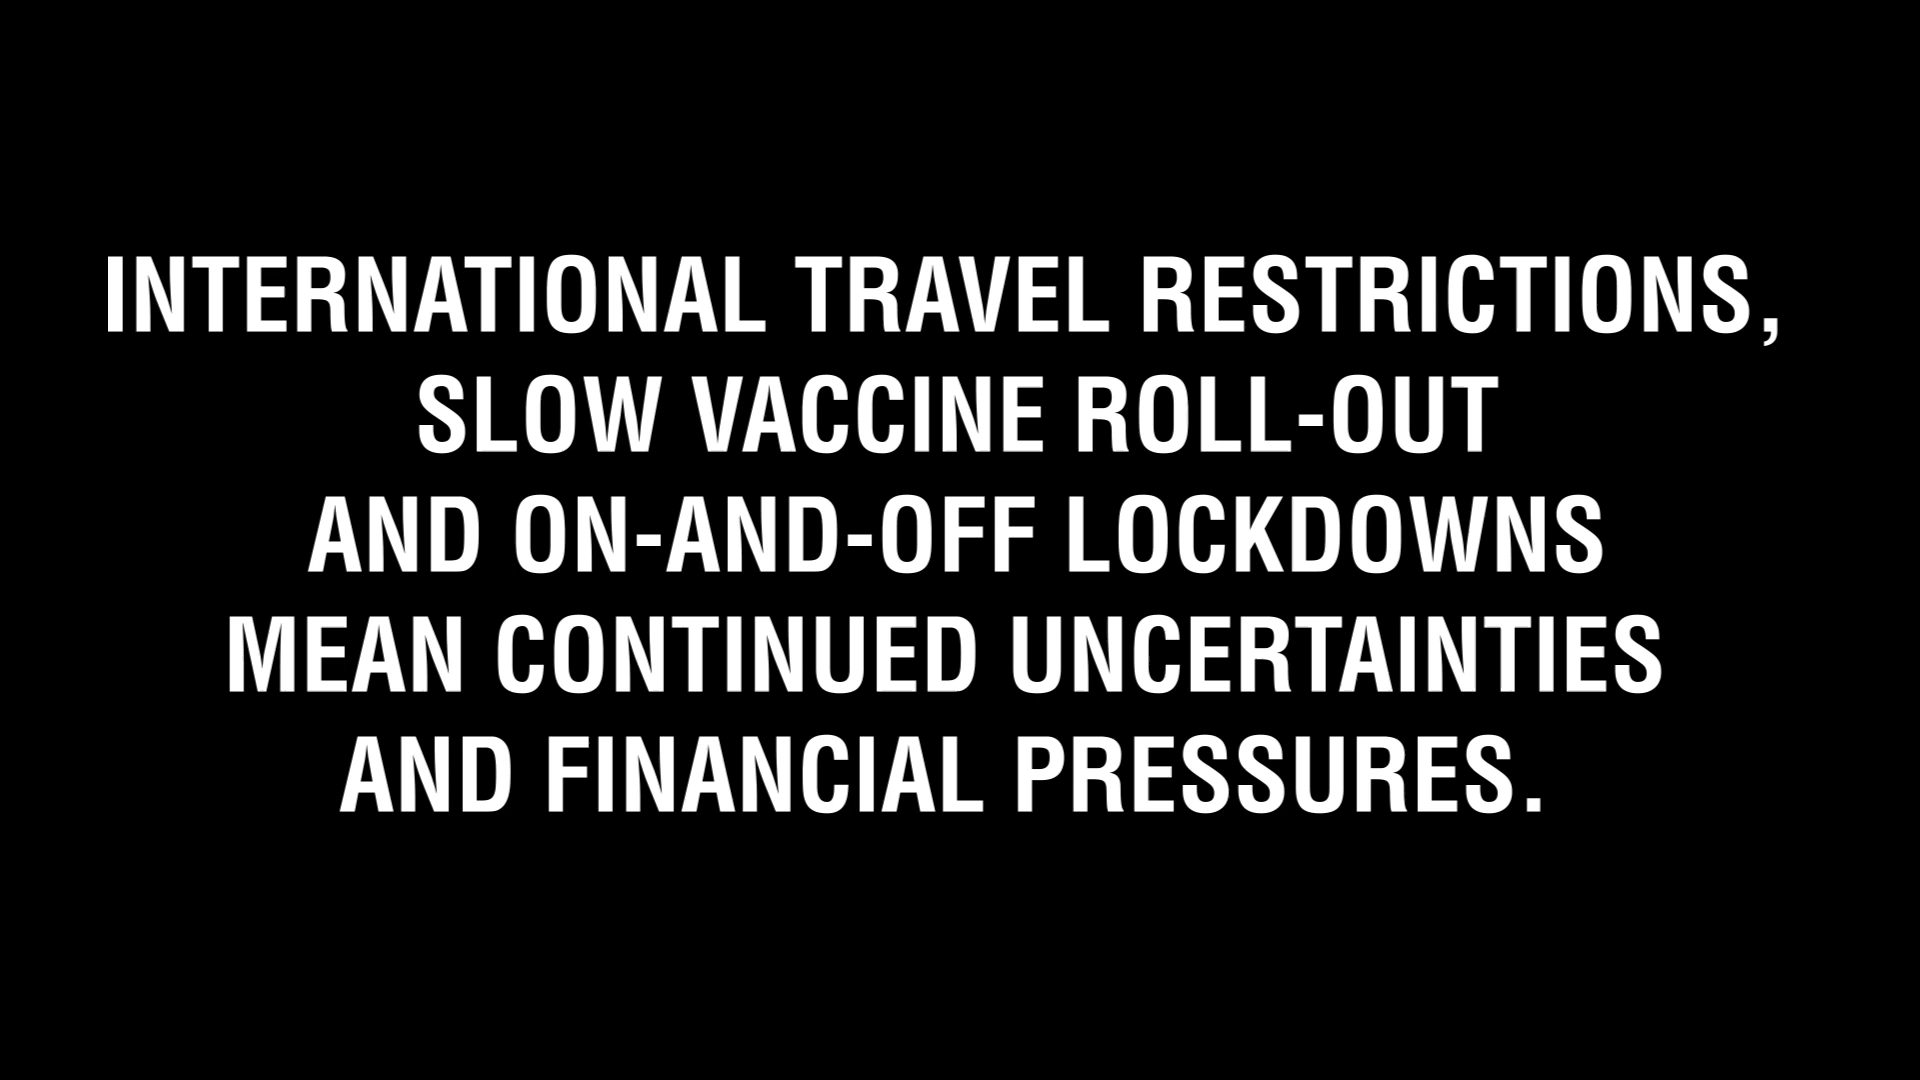 INTERNATIONAL TRAVEL RESTRICTIONS,
SLOW VACCINE ROLL-OUT
AND ON-AND-OFF LOCKDOWNS
MEAN CONTINUED UNCERTAINTIES
AND FINANCIAL PRESSURES.